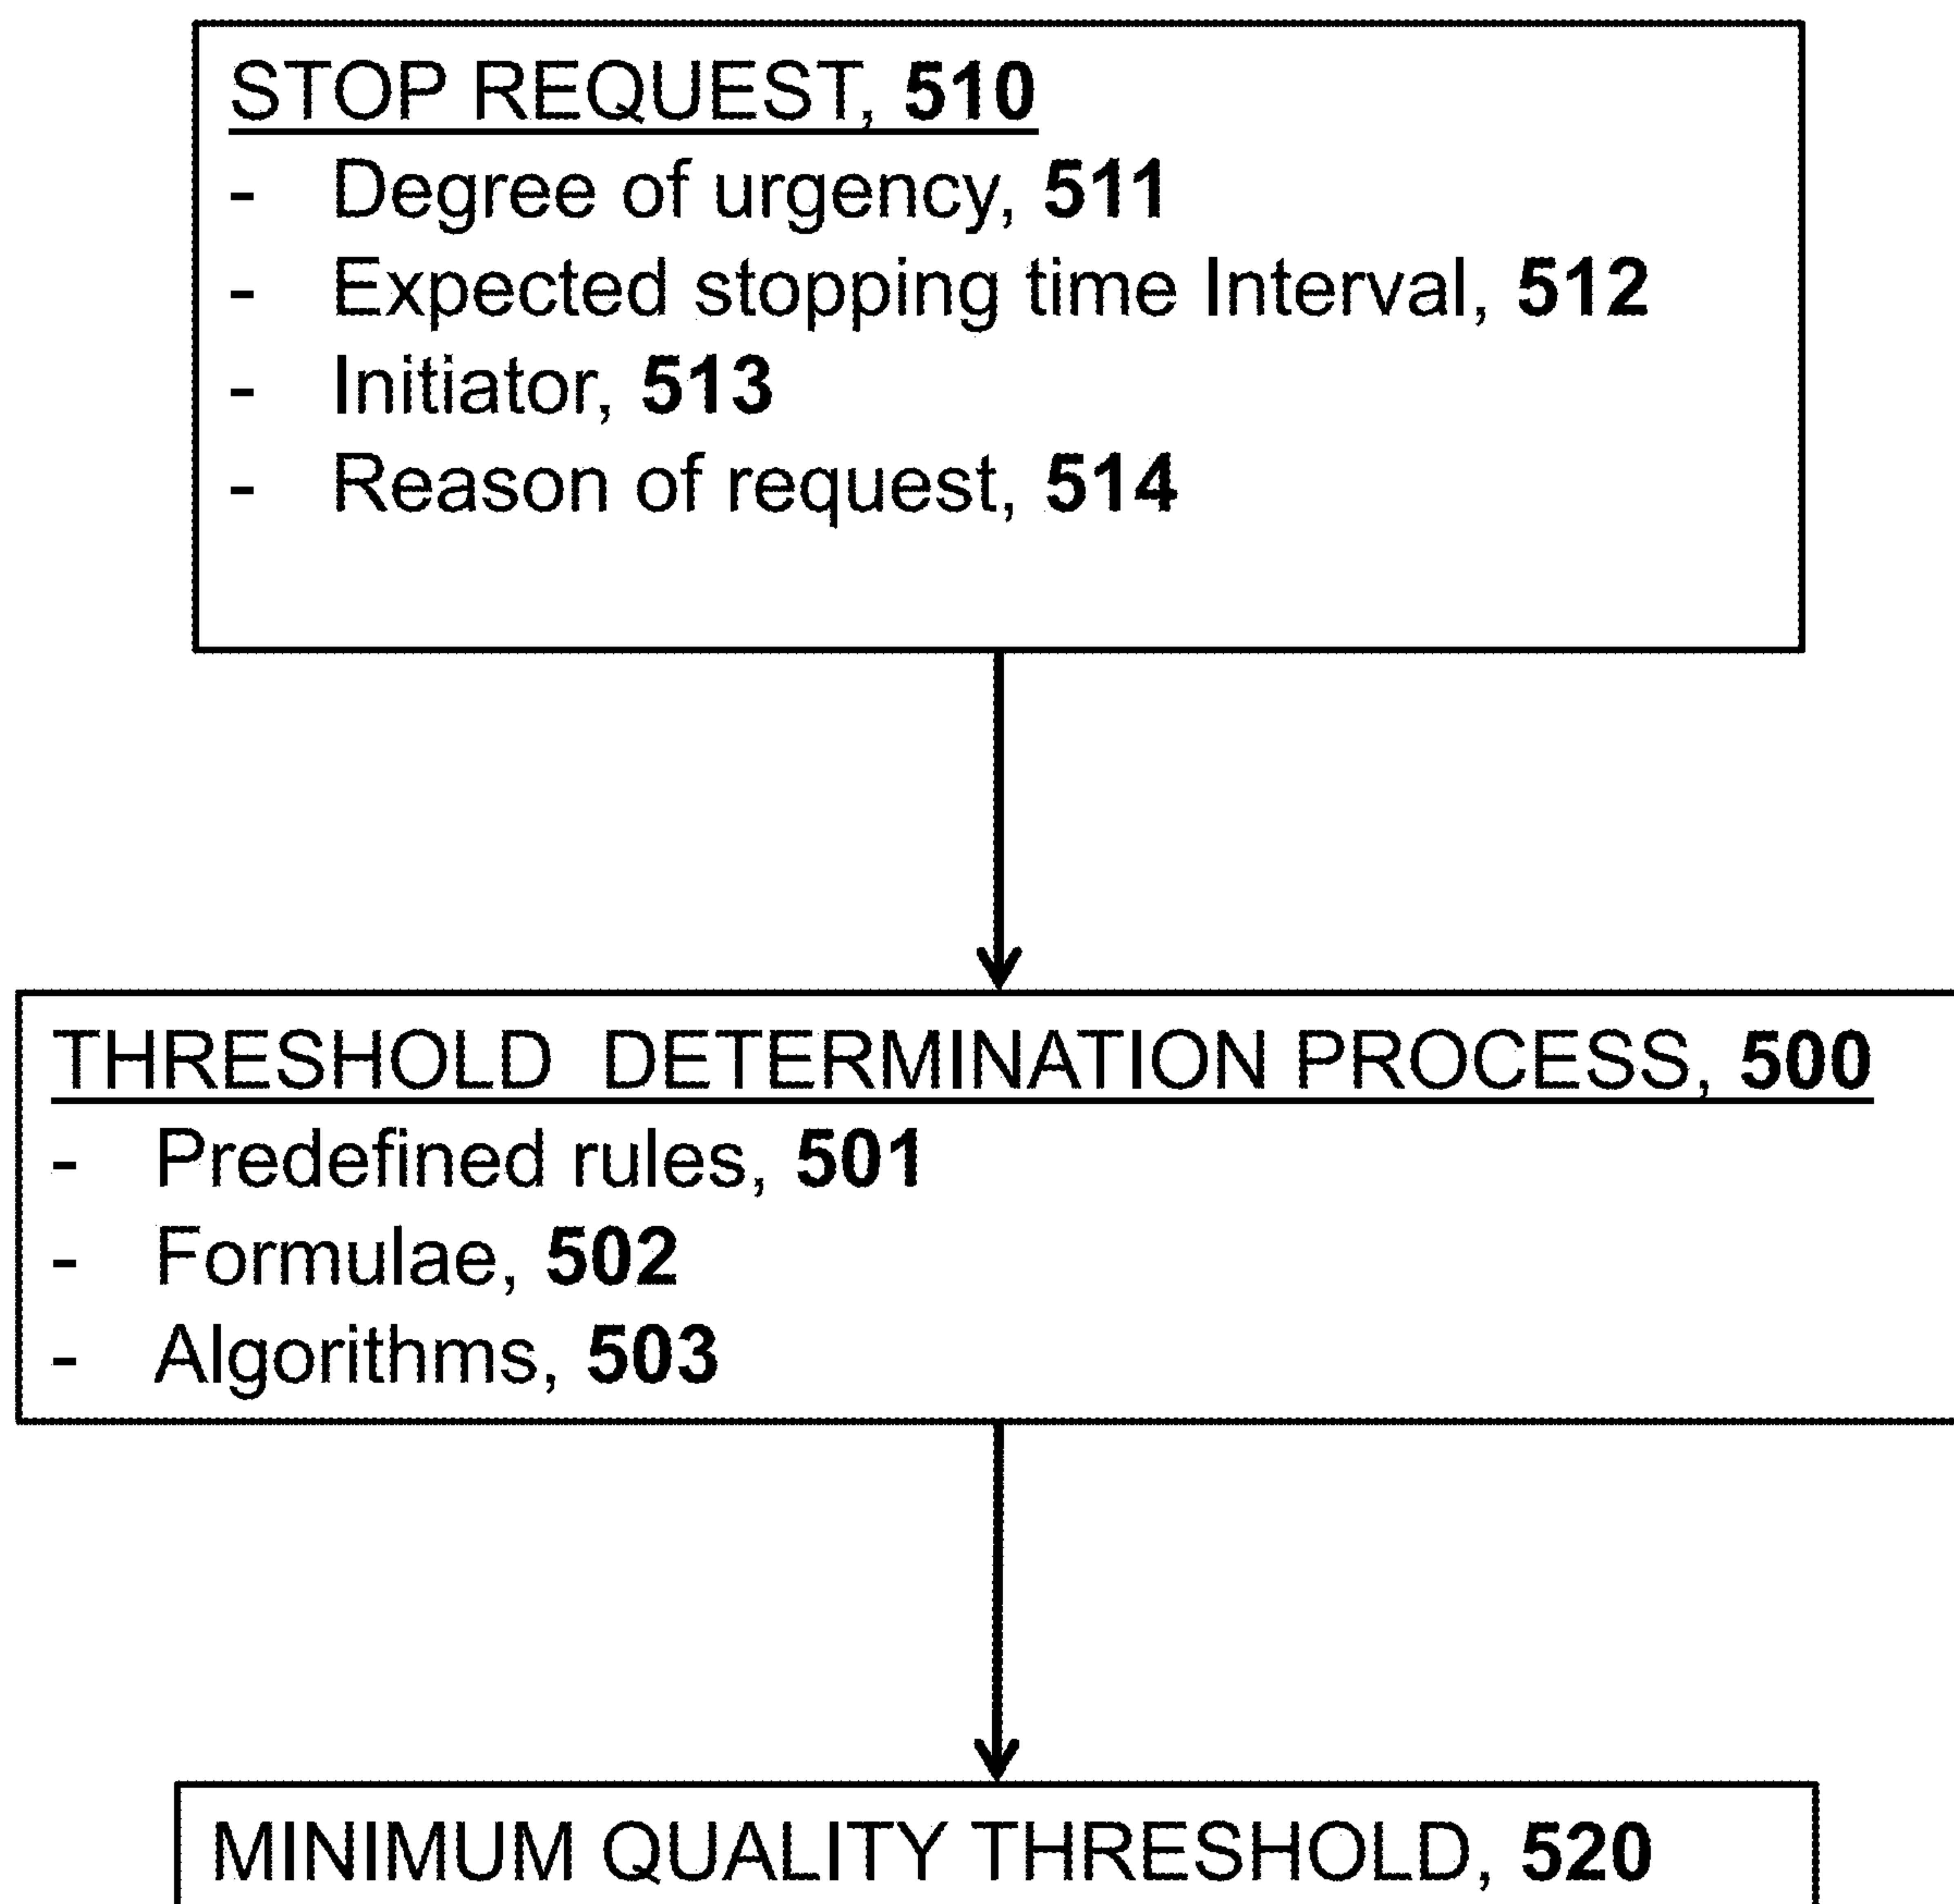 STOP REQUEST, 510
- Degree of urgency, 511
- Expected stopping time Interval, 512
- Initiator, 513
- Reason of request, 514
THRESHOLD DETERMINATION PROCESS, 500
- Predefined rules, 501
- Formulae, 502
- Algorithms, 503
MINIMUM QUALITY THRESHOLD, 520